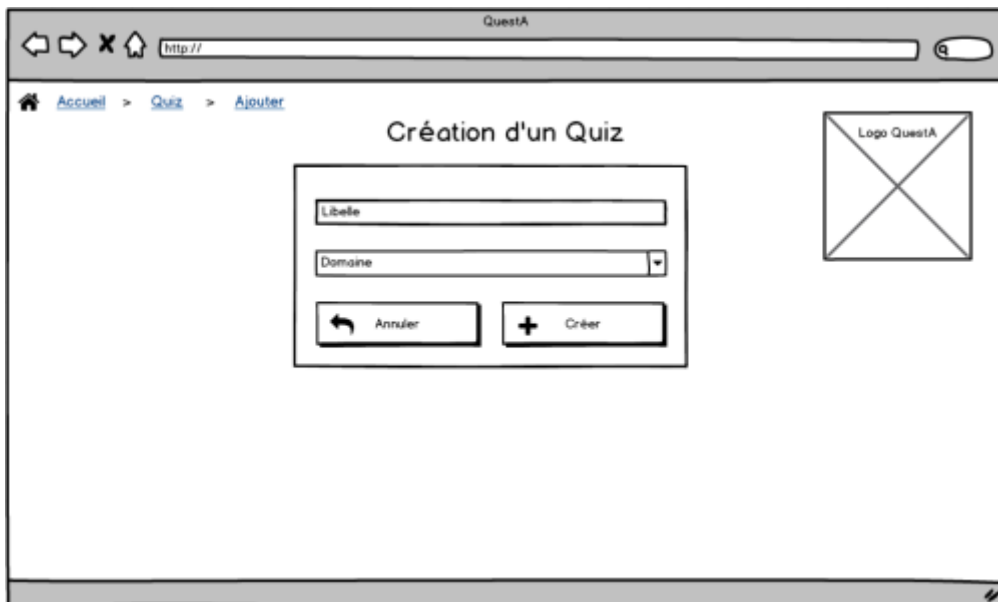 QuestA
http://
Accueil > Quiz > Ajouter
Création d'un Quiz
Logo QuestA
Libelle
Domaine
Annuler
Créer